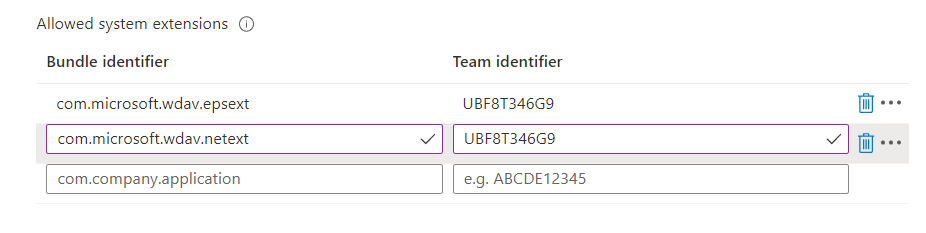 Allowed system extensions
Bundle identifier Team identifier
com.microsoft.wdav.epsext UBF8T346G9
com.microsoft.wdav.netext UBF8T346G9
com.company.application e.g. ABCDE12345